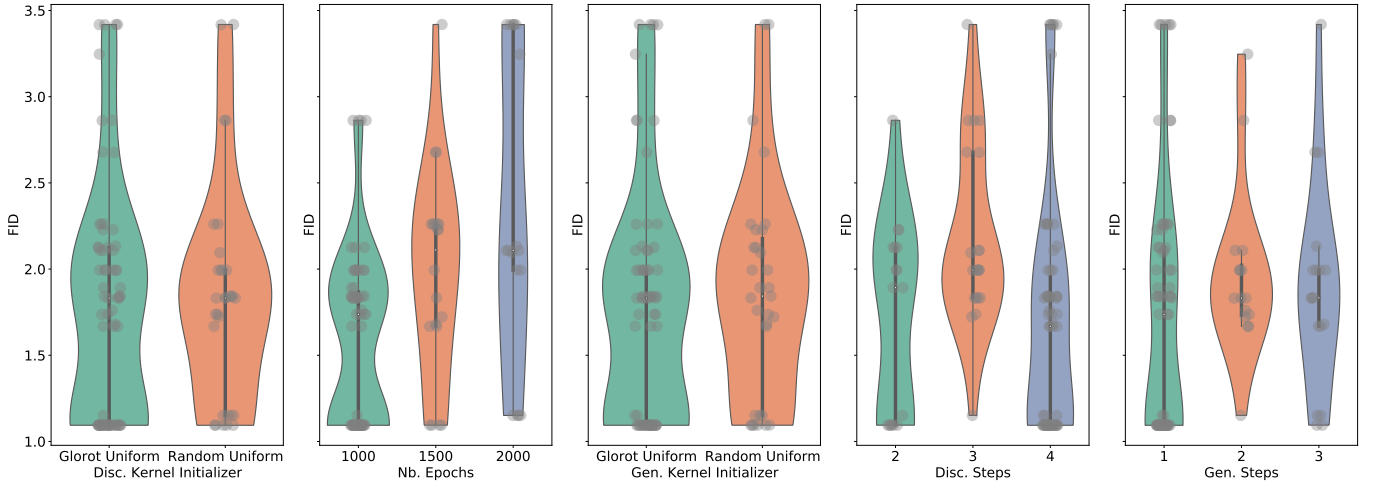 3.5
3.0
2.5
2.0
1.5
1.0
FID
Glorot Uniform Random Uniform
Disc. Kernel Initializer
FID
1000 1500 2000
Nb. Epochs
FID
Glorot Uniform Random Uniform
Gen. Kernel Initializer
FID
2 3 4
Disc. Steps
FID
1 2 3
Gen. Steps